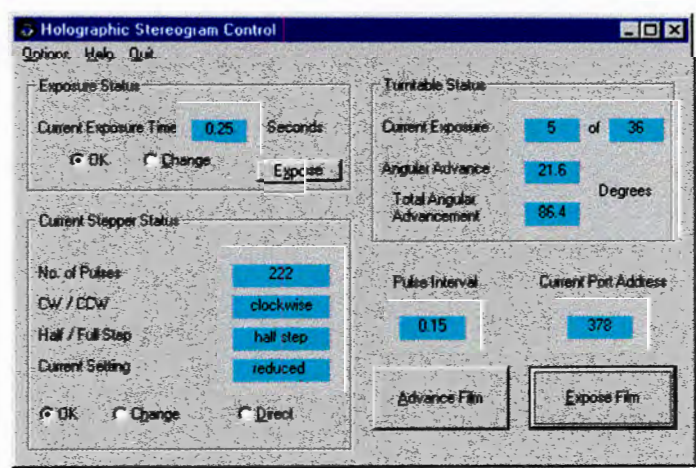 Holographic Stereogram Control
Options Help Quit
Exposure Status
Current Exposure Time 0.25 Seconds
OK Change
Expose
Turntable Status
Current Exposure 5 of 36
Angular Advance 21.6
Total Angular
Advancement 86.4
Degrees
Current Stepper Status
No. of Pulses 222
CW / CCW clockwise
Half / Full Step half step
Current Setting reduced
OK Change Direct
Pulse Interval
0.15
Current Port Address
378
Advance Film
Expose Film